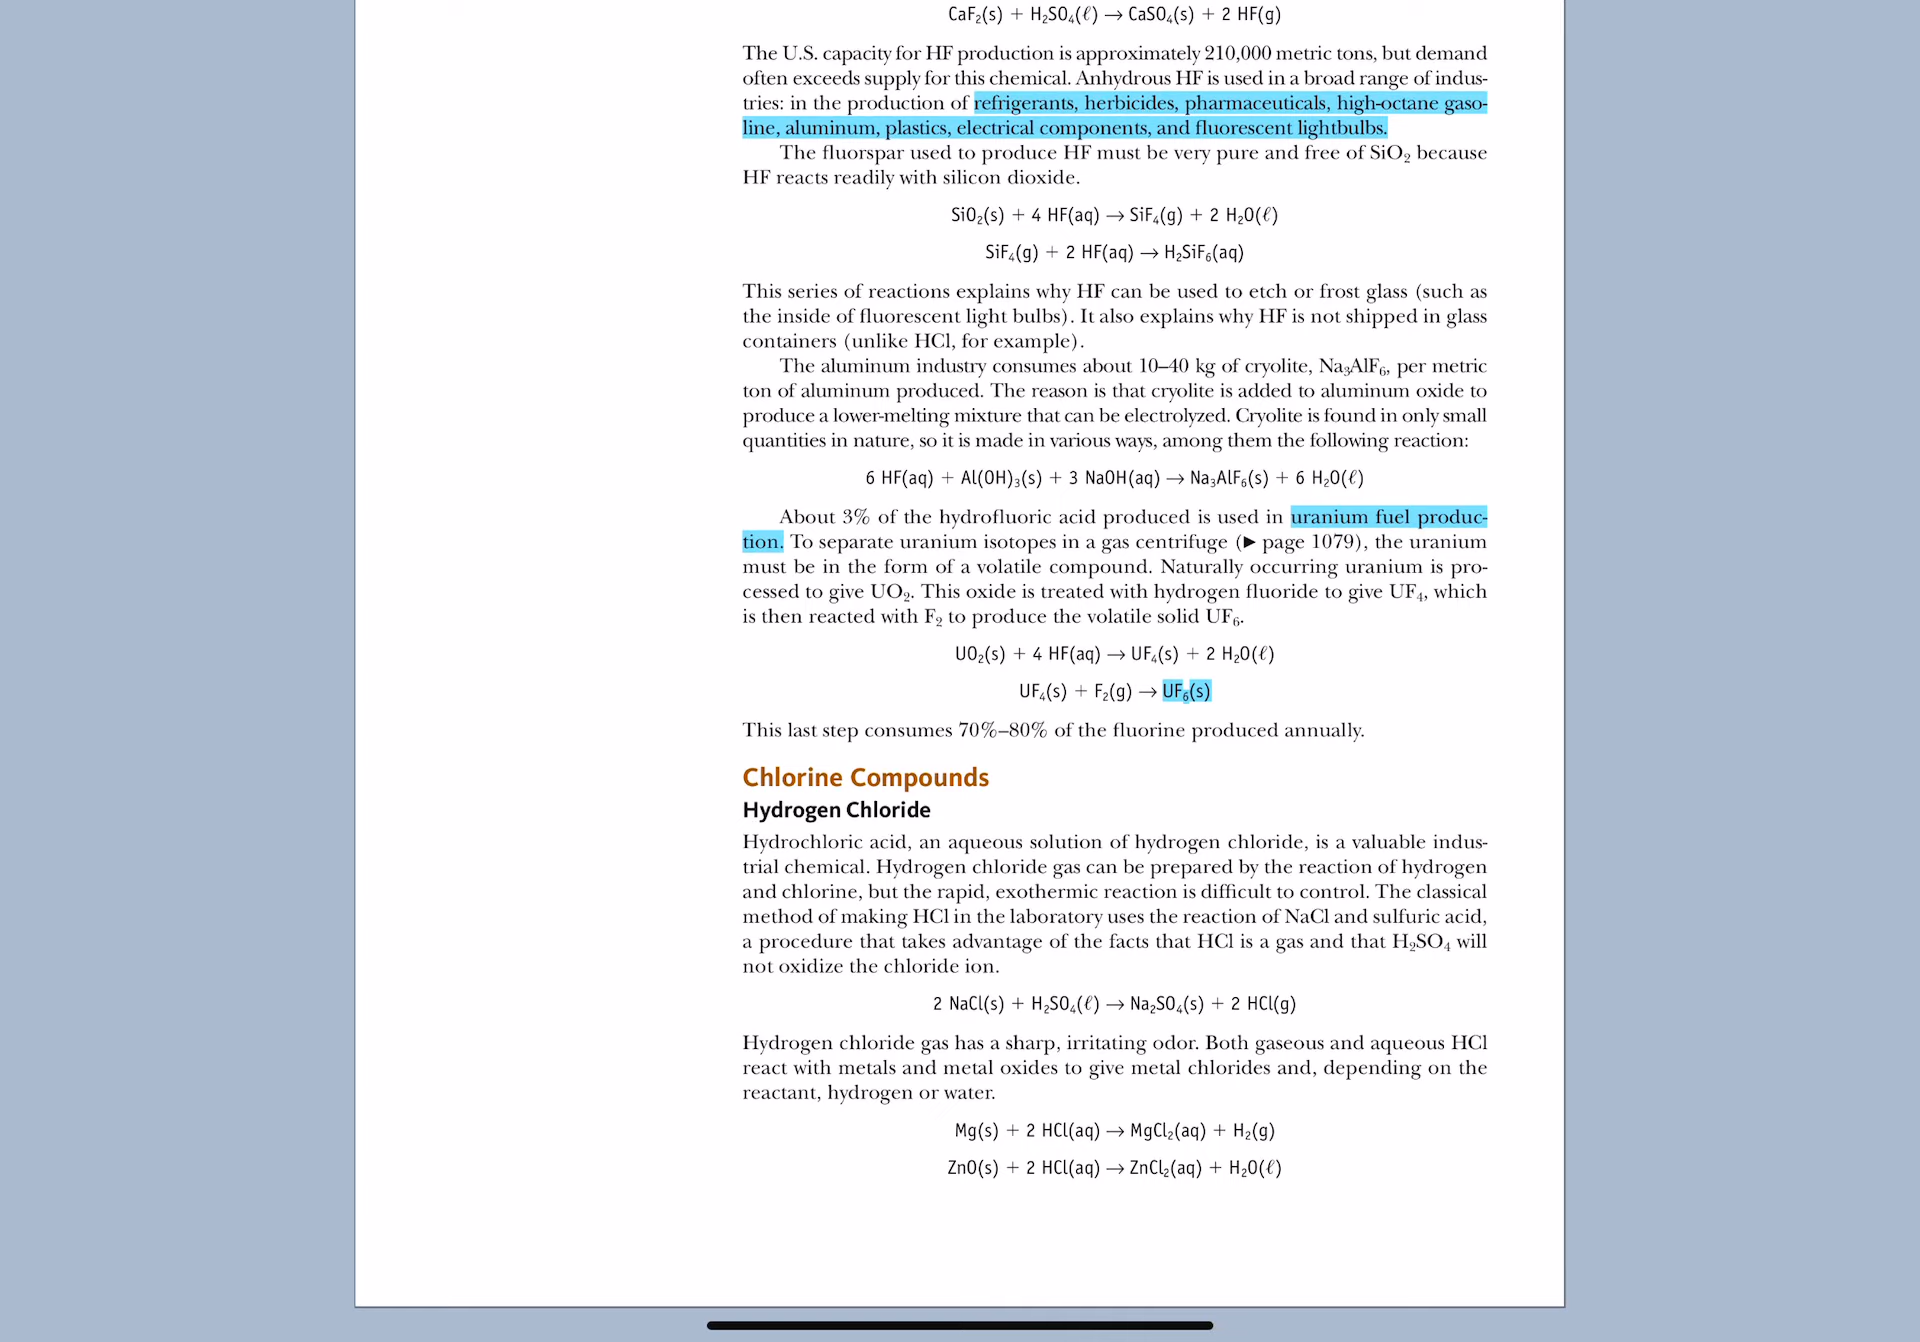 CaF₂(s) + H₂SO₄(ℓ) → CaSO₄(s) + 2 HF(g)
The U.S. capacity for HF production is approximately 210,000 metric tons, but demand
often exceeds supply for this chemical. Anhydrous HF is used in a broad range of indus-
tries: in the production of refrigerants, herbicides, pharmaceuticals, high-octane gaso-
line, aluminum, plastics, electrical components, and fluorescent lightbulbs.
The fluorspar used to produce HF must be very pure and free of SiO₂ because
HF reacts readily with silicon dioxide.
SiO₂(s) + 4 HF(aq) → SiF₄(g) + 2 H₂O(ℓ)
SiF₄(g) + 2 HF(aq) → H₂SiF₆(aq)
This series of reactions explains why HF can be used to etch or frost glass (such as
the inside of fluorescent light bulbs). It also explains why HF is not shipped in glass
containers (unlike HCl, for example).
The aluminum industry consumes about 10–40 kg of cryolite, Na₃AlF₆, per metric
ton of aluminum produced. The reason is that cryolite is added to aluminum oxide to
produce a lower-melting mixture that can be electrolyzed. Cryolite is found in only small
quantities in nature, so it is made in various ways, among them the following reaction:
6 HF(aq) + Al(OH)₃(s) + 3 NaOH(aq) → Na₃AlF₆(s) + 6 H₂O(ℓ)
About 3% of the hydrofluoric acid produced is used in uranium fuel produc-
tion. To separate uranium isotopes in a gas centrifuge (▶ page 1079), the uranium
must be in the form of a volatile compound. Naturally occurring uranium is pro-
cessed to give UO₂. This oxide is treated with hydrogen fluoride to give UF₄, which
is then reacted with F₂ to produce the volatile solid UF₆.
UO₂(s) + 4 HF(aq) → UF₄(s) + 2 H₂O(ℓ)
UF₄(s) + F₂(g) → UF₆(s)
This last step consumes 70%–80% of the fluorine produced annually.
Chlorine Compounds
Hydrogen Chloride
Hydrochloric acid, an aqueous solution of hydrogen chloride, is a valuable indus-
trial chemical. Hydrogen chloride gas can be prepared by the reaction of hydrogen
and chlorine, but the rapid, exothermic reaction is difficult to control. The classical
method of making HCl in the laboratory uses the reaction of NaCl and sulfuric acid,
a procedure that takes advantage of the facts that HCl is a gas and that H₂SO₄ will
not oxidize the chloride ion.
2 NaCl(s) + H₂SO₄(ℓ) → Na₂SO₄(s) + 2 HCl(g)
Hydrogen chloride gas has a sharp, irritating odor. Both gaseous and aqueous HCl
react with metals and metal oxides to give metal chlorides and, depending on the
reactant, hydrogen or water.
Mg(s) + 2 HCl(aq) → MgCl₂(aq) + H₂(g)
ZnO(s) + 2 HCl(aq) → ZnCl₂(aq) + H₂O(ℓ)